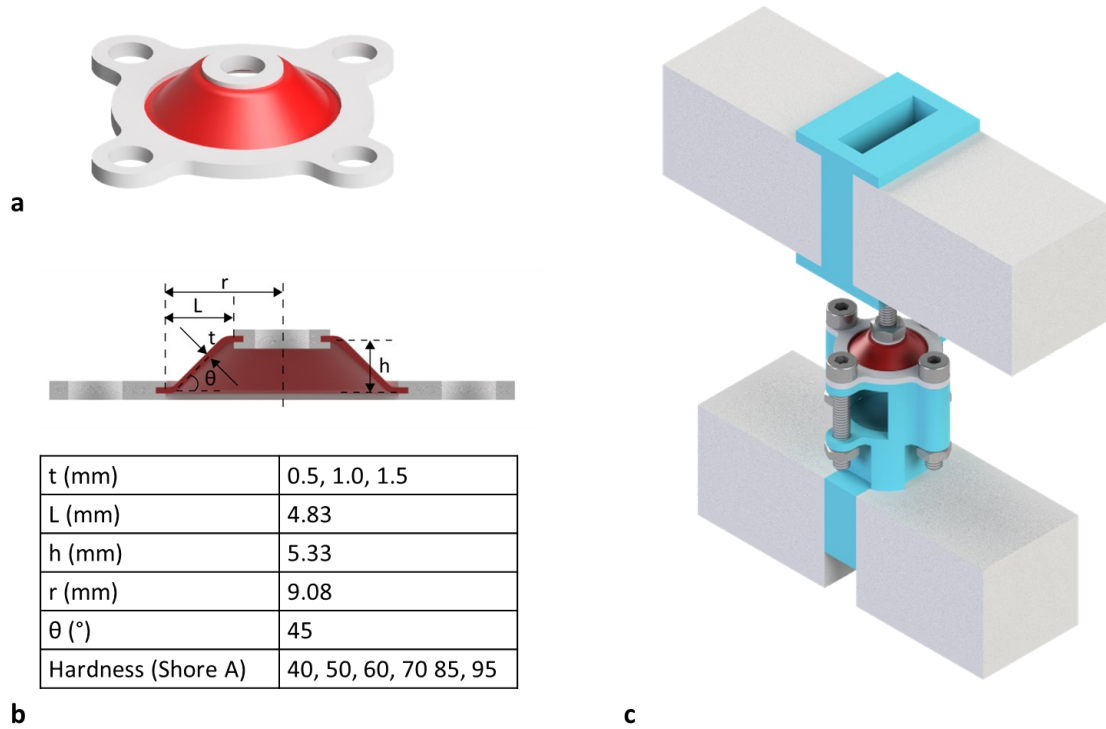 a
r
L
t
h
θ
t (mm) 0.5, 1.0, 1.5
L (mm) 4.83
h (mm) 5.33
r (mm) 9.08
θ (°) 45
Hardness (Shore A) 40, 50, 60, 70 85, 95
b
c